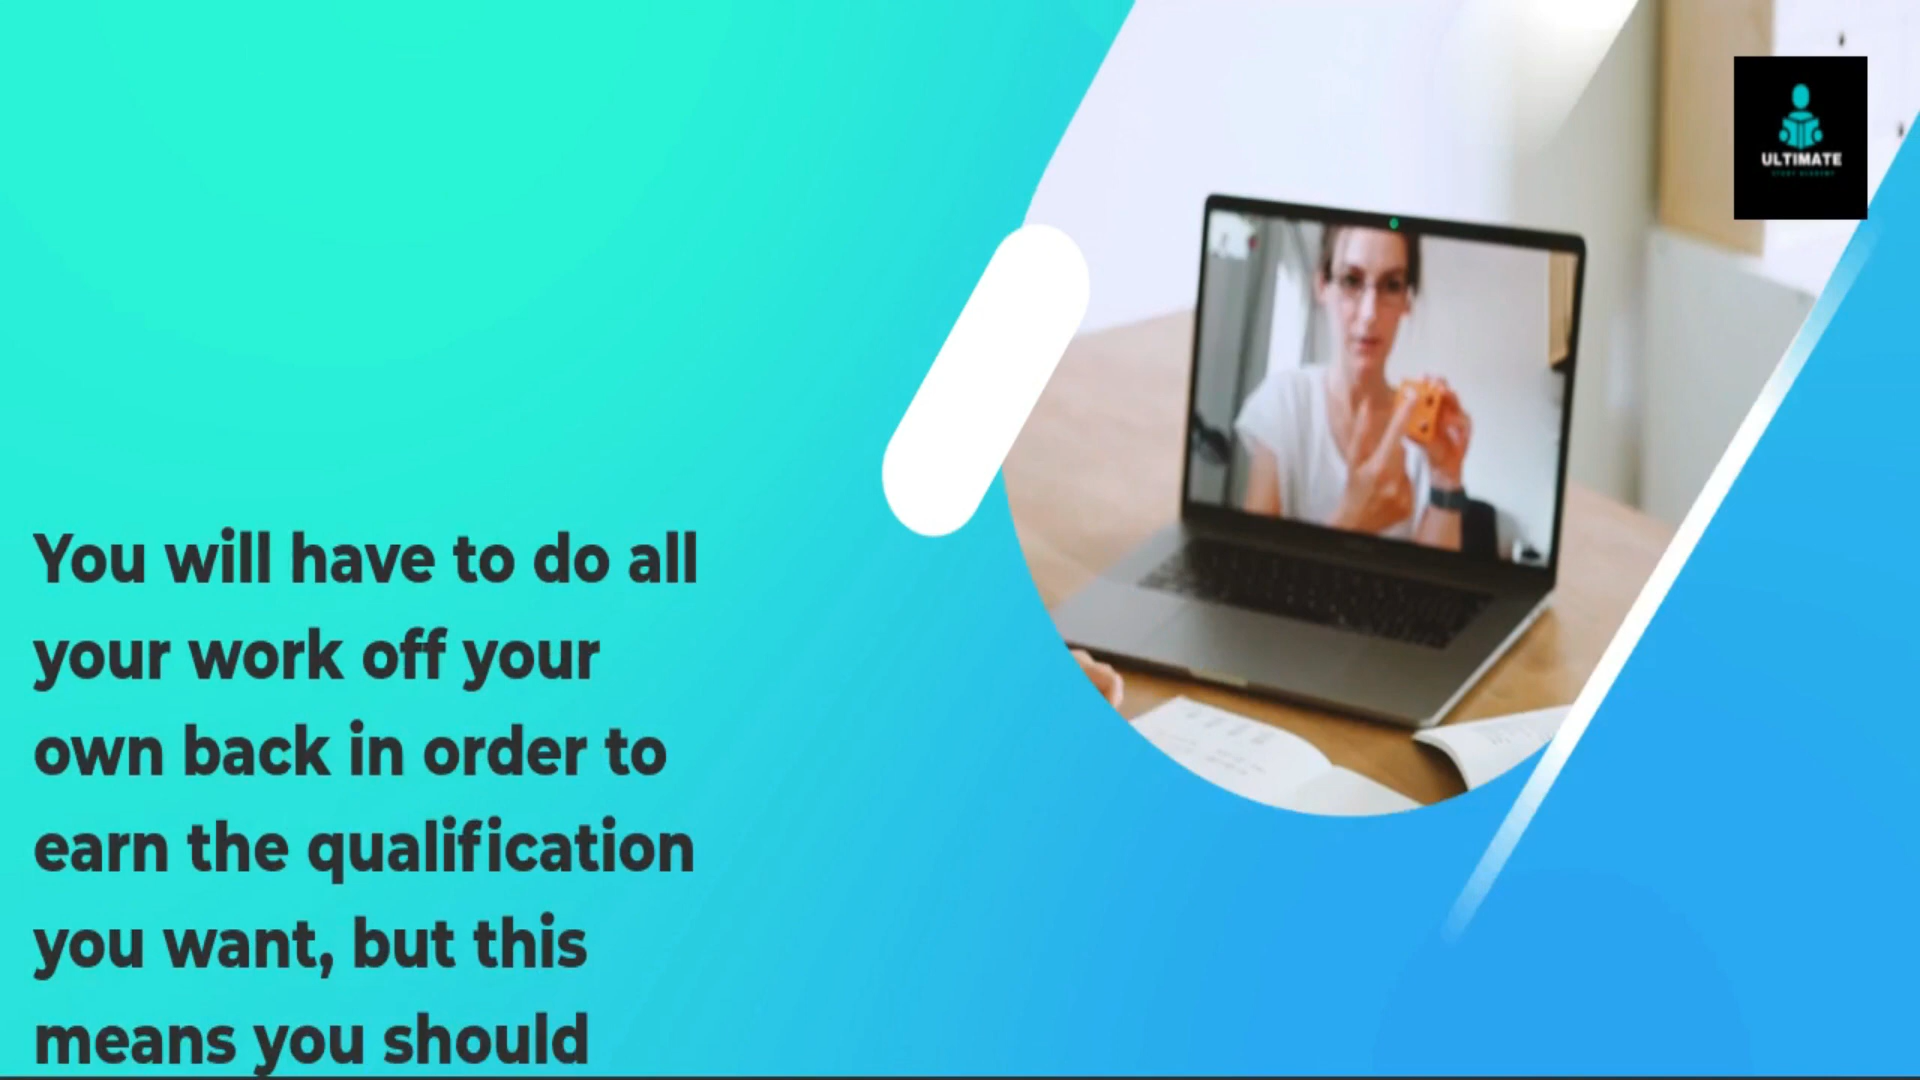 ULTIMATE
You will have to do all
your work off your
own back in order to
earn the qualification
you want, but this
means you should